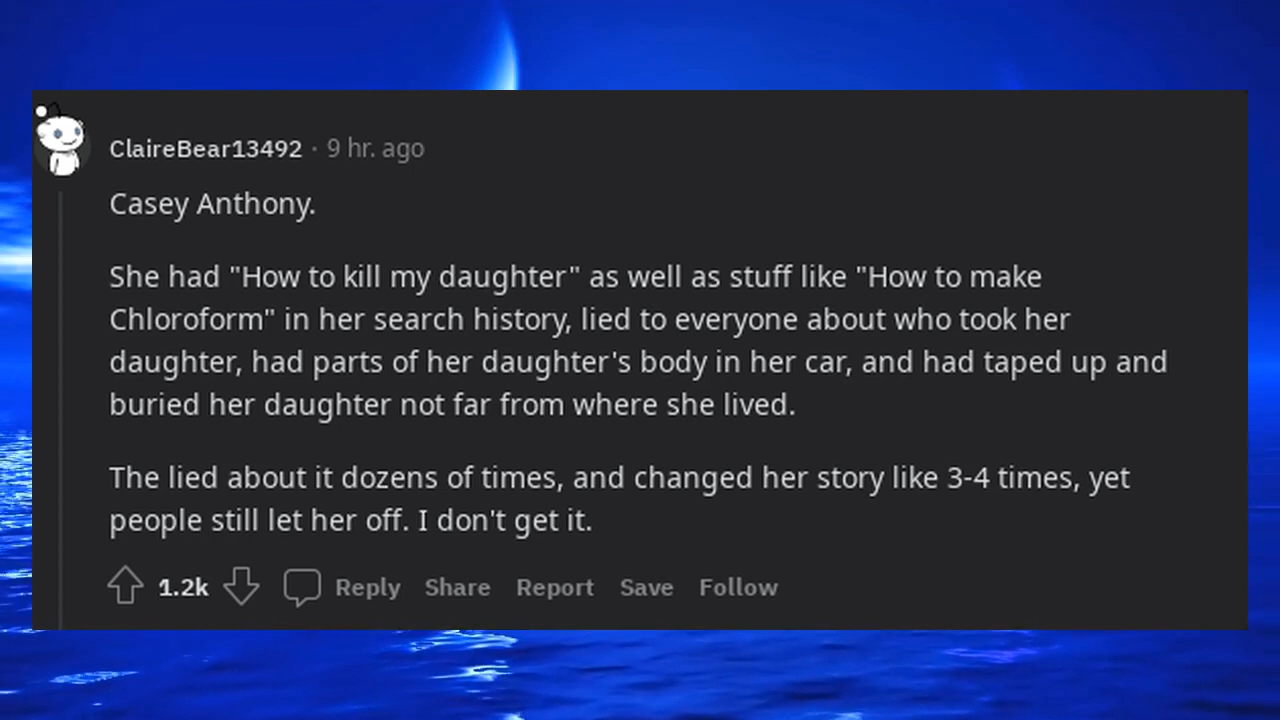 ClaireBear13492 · 9 hr. ago
Casey Anthony.
She had "How to kill my daughter" as well as stuff like "How to make
Chloroform" in her search history, lied to everyone about who took her
daughter, had parts of her daughter's body in her car, and had taped up and
buried her daughter not far from where she lived.
The lied about it dozens of times, and changed her story like 3-4 times, yet
people still let her off. I don't get it.
1.2k Reply Share Report Save Follow